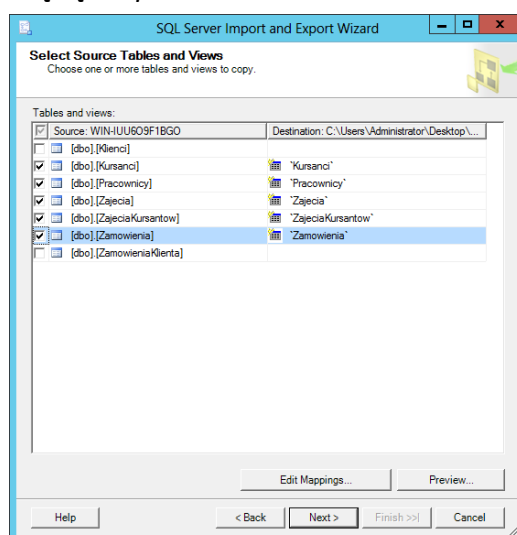 SQL Server Import and Export Wizard
Select Source Tables and Views
Choose one or more tables and views to copy.
Tables and views:
Source: WIN-IUU6O9F1BGO Destination: C:\Users\Administrator\Desktop\...
[dbo].[Klienci]
[dbo].[Kursanci] `Kursanci`
[dbo].[Pracownicy] `Pracownicy`
[dbo].[Zajecia] `Zajecia`
[dbo].[ZajeciaKursantow] `ZajeciaKursantow`
[dbo].[Zamowienia] `Zamowienia`
[dbo].[ZamowieniaKlienta]
Edit Mappings... Preview...
Help < Back Next > Finish >>| Cancel